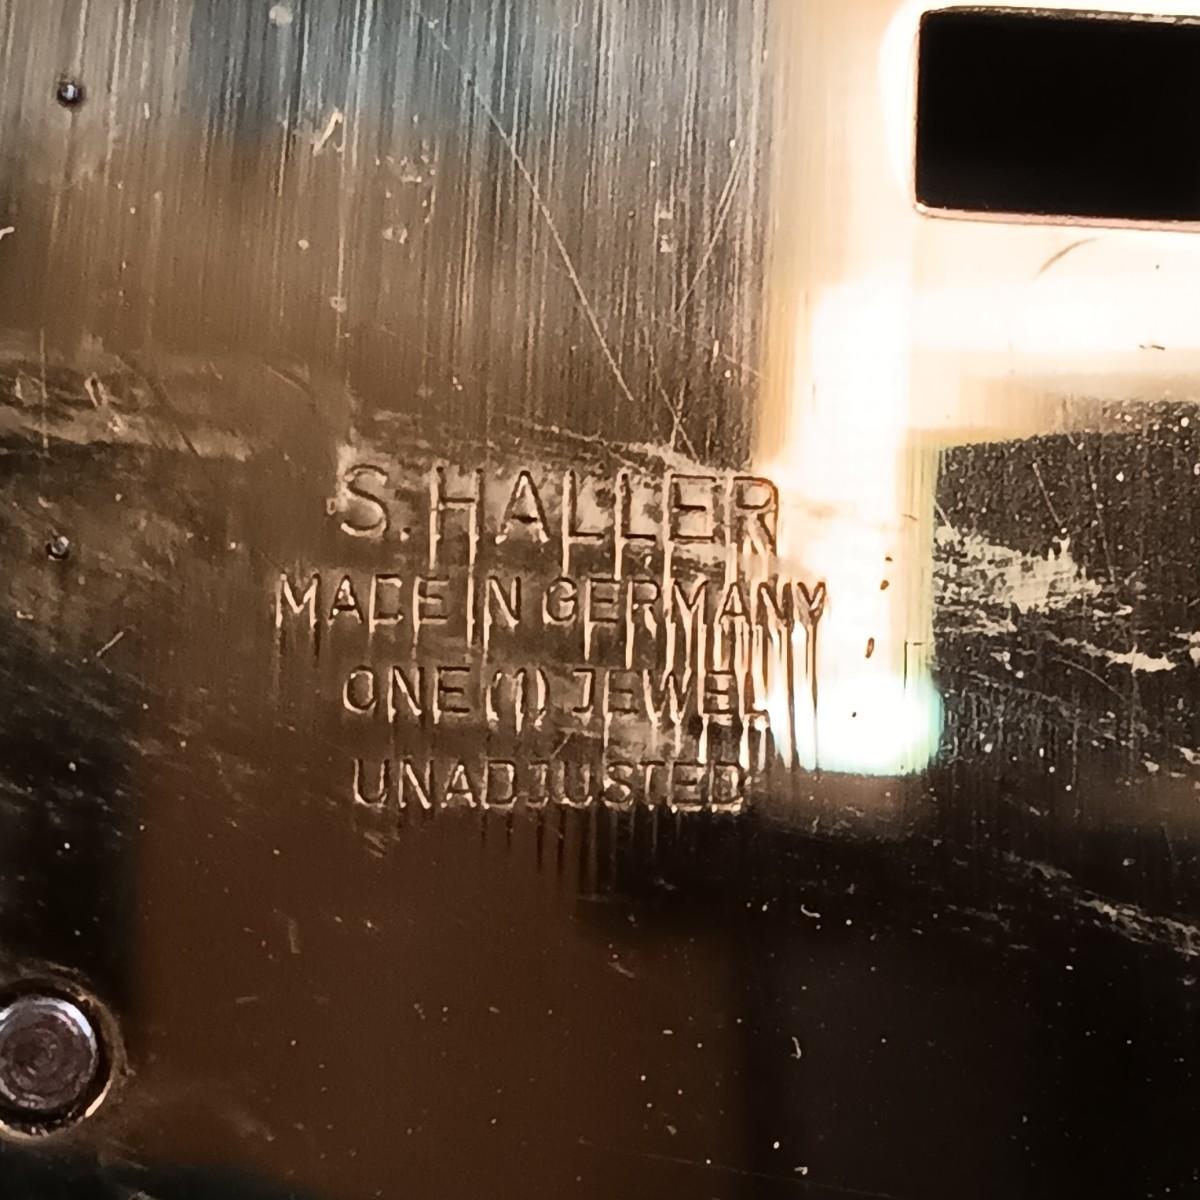 S. HALLER
MADE IN GERMANY
ONE (1) JEWEL
UNADJUSTED